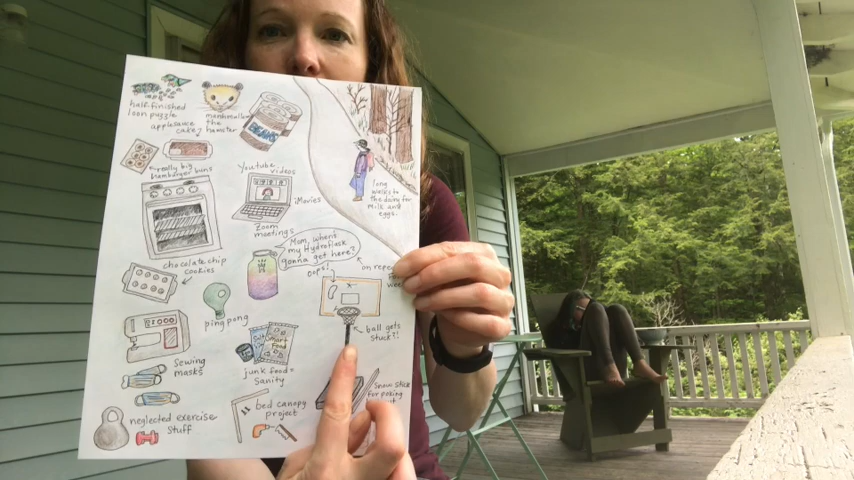 half-finished
loon puzzle
marshmallow
the
hamster
applesauce
cake?
BEANS
really big
hamburger buns
Youtube
videos
iMovies
Zoom
meetings
long
walks to
the dairy for
milk and
eggs.
chocolate chip
cookies
Mom, when's
my Hydroflask
gonna get here?
on repe
Oops!
ball gets
stuck?!
ping pong
Smart
Food
sewing
masks
junk food =
sanity
snow stick
for poking
bed canopy
project
neglected exercise
stuff